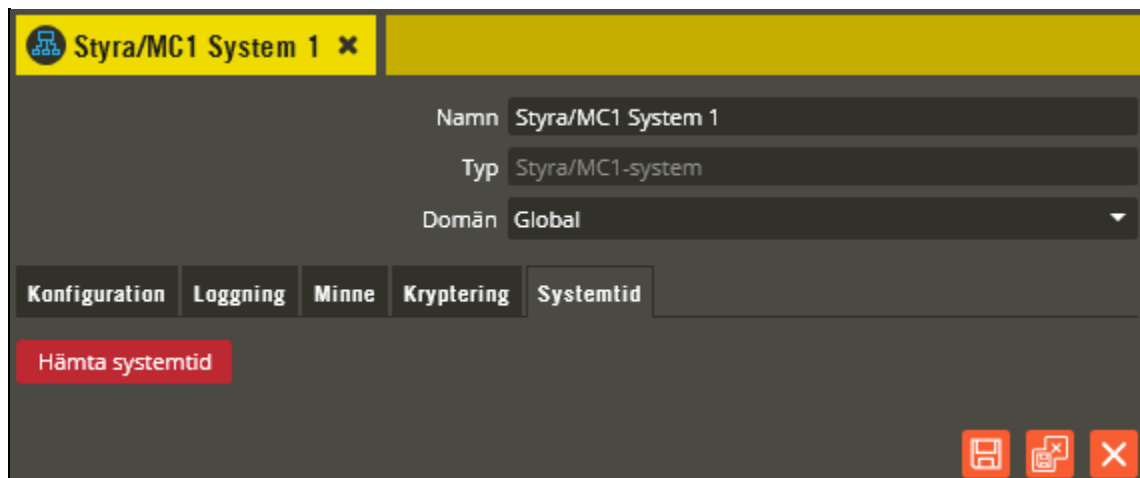 Styra/MC1 System 1
Namn Styra/MC1 System 1
Typ Styra/MC1-system
Domän Global
Konfiguration Loggning Minne Kryptering Systemtid
Hämta systemtid